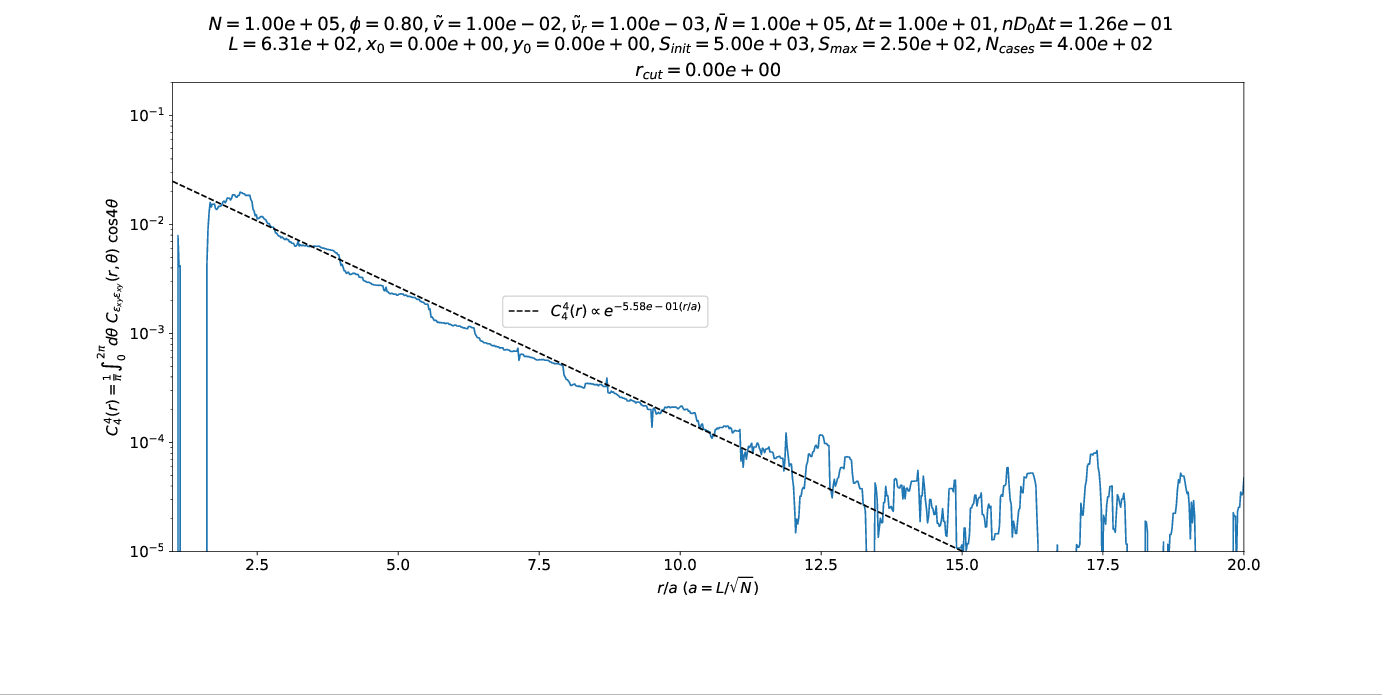 N = 1.00e + 05, ϕ = 0.80, ṽ = 1.00e − 02, ν̃_r = 1.00e − 03, N̄ = 1.00e + 05, Δt = 1.00e + 01, nD_0Δt = 1.26e − 01
L = 6.31e + 02, x_0 = 0.00e + 00, y_0 = 0.00e + 00, S_init = 5.00e + 03, S_max = 2.50e + 02, N_cases = 4.00e + 02
r_cut = 0.00e + 00
10^−1
10^−2
10^−3
10^−4
10^−5
C_4^4(r) = 1/π ∫_0^2π dθ C_ε_xyε_xy(r, θ) cos4θ
C_4^4(r) ∝ e^−5.58e−01(r/a)
2.5 5.0 7.5 10.0 12.5 15.0 17.5 20.0
r/a (a = L/√N)